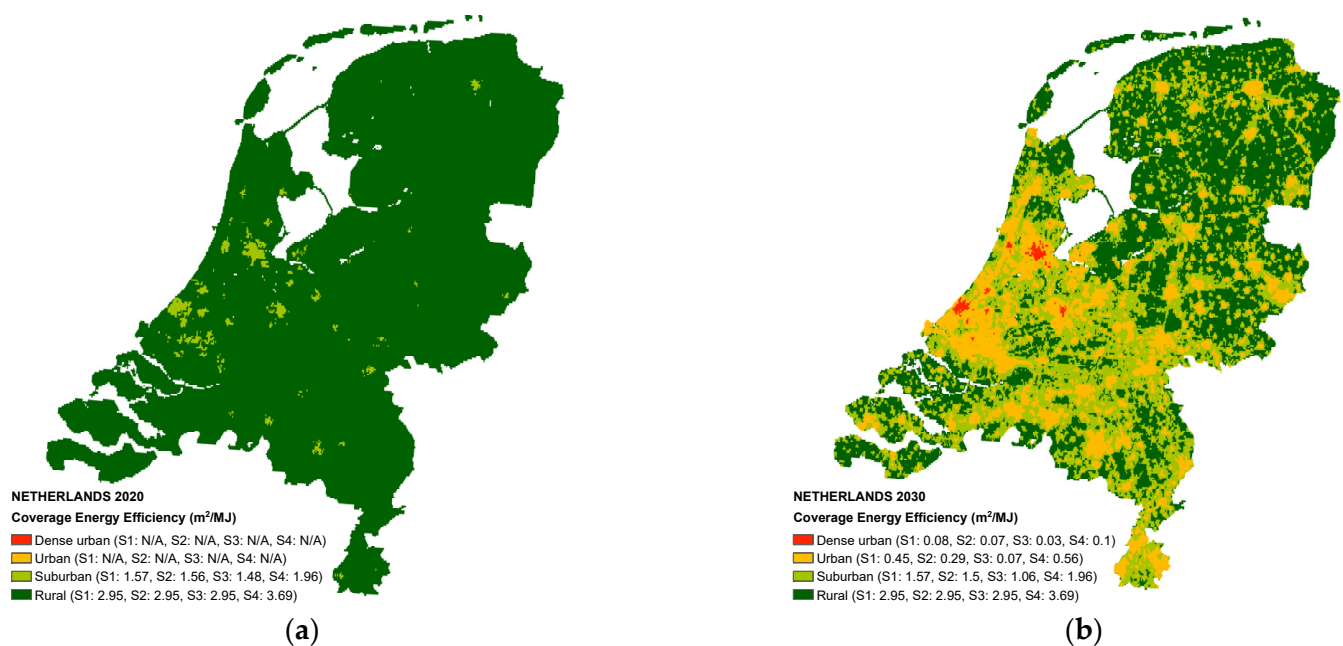 NETHERLANDS 2020
Coverage Energy Efficiency (m²/MJ)
Dense urban (S1: N/A, S2: N/A, S3: N/A, S4: N/A)
Urban (S1: N/A, S2: N/A, S3: N/A, S4: N/A)
Suburban (S1: 1.57, S2: 1.56, S3: 1.48, S4: 1.96)
Rural (S1: 2.95, S2: 2.95, S3: 2.95, S4: 3.69)
(a)
NETHERLANDS 2030
Coverage Energy Efficiency (m²/MJ)
Dense urban (S1: 0.08, S2: 0.07, S3: 0.03, S4: 0.1)
Urban (S1: 0.45, S2: 0.29, S3: 0.07, S4: 0.56)
Suburban (S1: 1.57, S2: 1.5, S3: 1.06, S4: 1.96)
Rural (S1: 2.95, S2: 2.95, S3: 2.95, S4: 3.69)
(b)